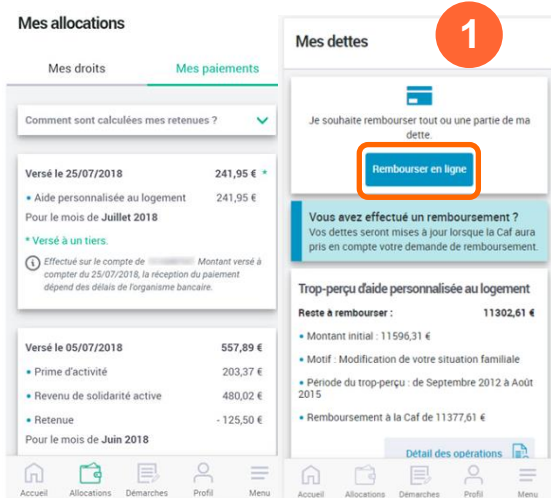 Mes allocations
Mes droits
Mes paiements
Comment sont calculées mes retenues ?
Versé le 25/07/2018 241,95 € *
• Aide personnalisée au logement 241,95 €
Pour le mois de Juillet 2018
* Versé à un tiers.
i Effectué sur le compte de Montant versé à
compter du 25/07/2018, la réception du paiement
dépend des délais de l'organisme bancaire.
Versé le 05/07/2018 557,89 €
• Prime d'activité 203,37 €
• Revenu de solidarité active 480,02 €
• Retenue - 125,50 €
Pour le mois de Juin 2018
Accueil Allocations Démarches Profil Menu
Mes dettes
1
Je souhaite rembourser tout ou une partie de ma
dette.
Rembourser en ligne
Vous avez effectué un remboursement ?
Vos dettes seront mises à jour lorsque la Caf aura
pris en compte votre demande de remboursement.
Trop-perçu d'aide personnalisée au logement
Reste à rembourser : 11302,61 €
• Montant initial : 11596,31 €
• Motif : Modification de votre situation familiale
• Période du trop-perçu : de Septembre 2012 à Août
2015
• Remboursement à la Caf de 11377,61 €
Détail des opérations
Accueil Allocations Démarches Profil Menu